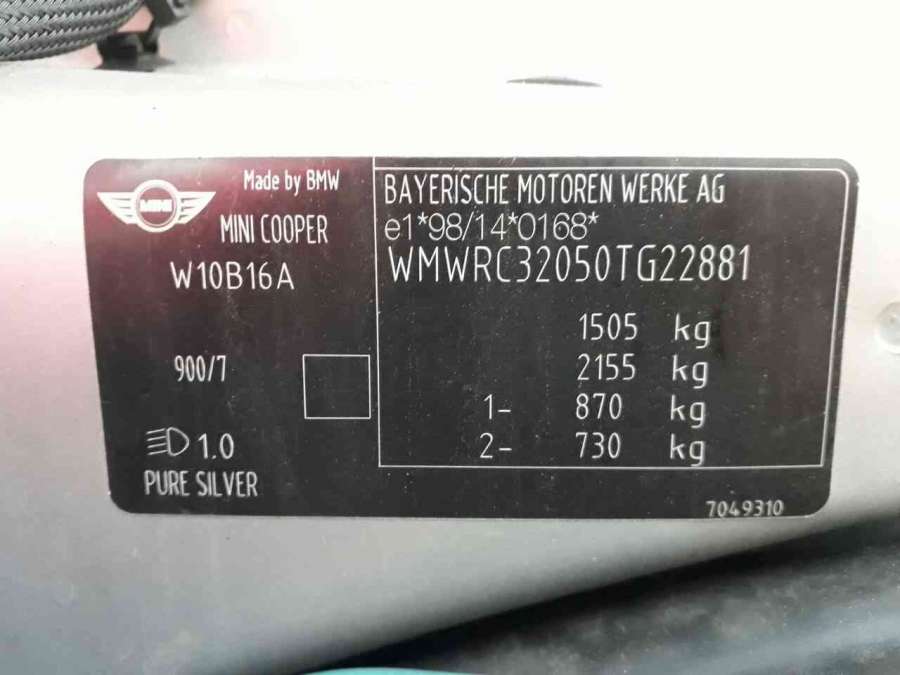 MINI
Made by BMW
MINI COOPER
W10B16A
900/7
1.0
PURE SILVER
BAYERISCHE MOTOREN WERKE AG
e1*98/14*0168*
WMWRC32050TG22881
1505 kg
2155 kg
1- 870 kg
2- 730 kg
7049310